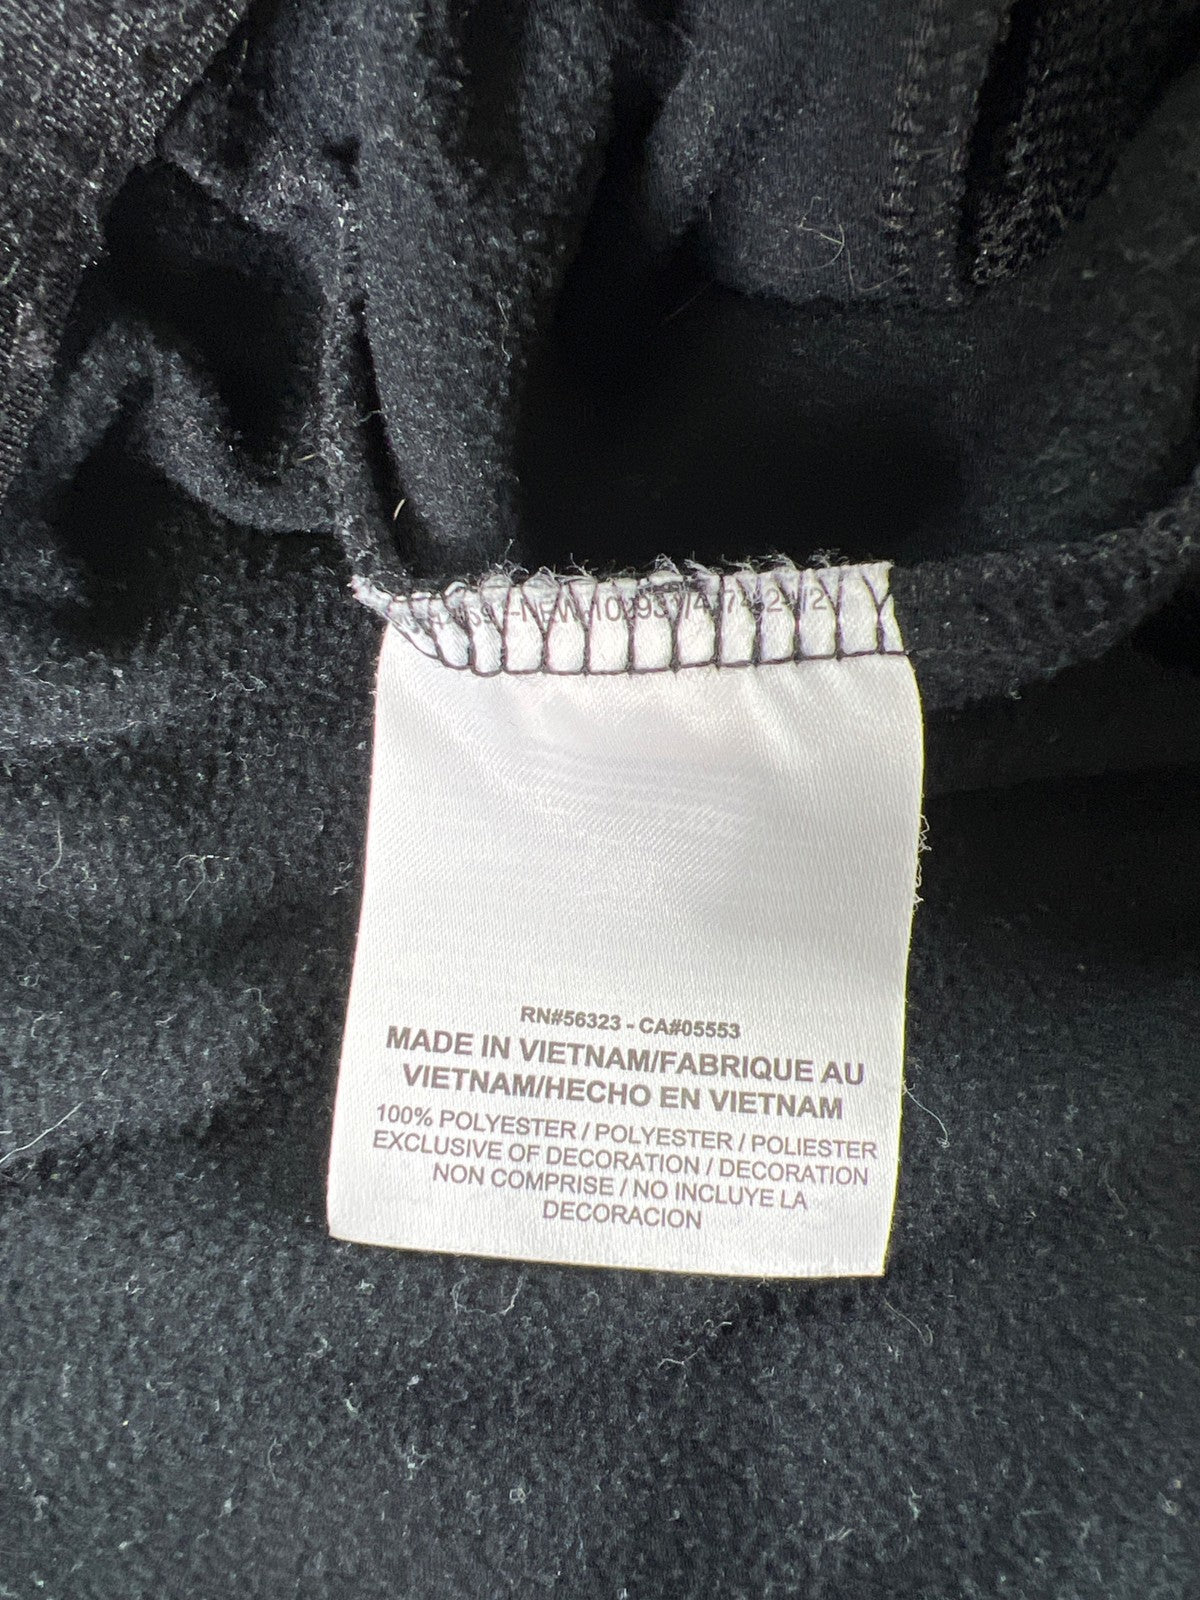 -NEW
RN#56323 - CA#05553
MADE IN VIETNAM/FABRIQUE AU
VIETNAM/HECHO EN VIETNAM
100% POLYESTER / POLYESTER / POLIESTER
EXCLUSIVE OF DECORATION / DECORATION
NON COMPRISE / NO INCLUYE LA
DECORACION